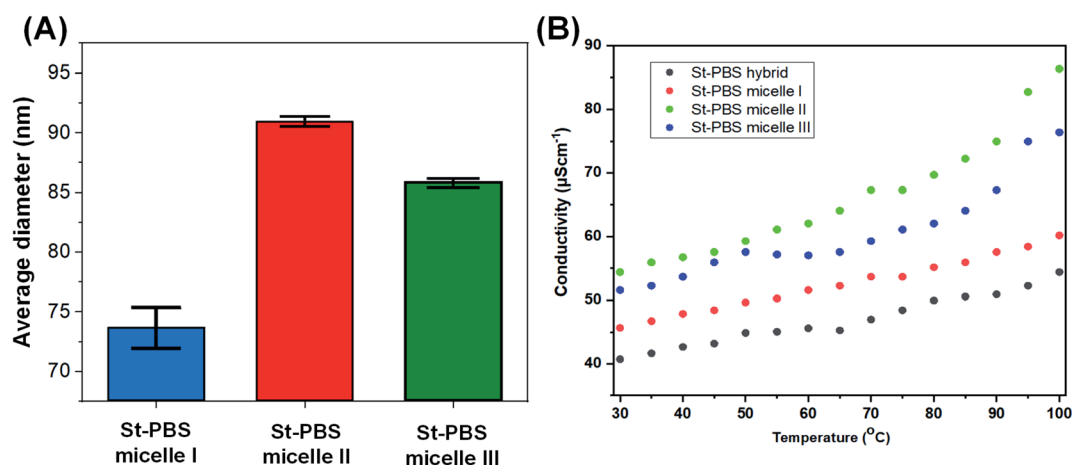 (A)
95
90
85
80
75
70
Average diameter (nm)
St-PBS
micelle I
St-PBS
micelle II
St-PBS
micelle III
(B)
90
80
70
60
50
40
Conductivity (µScm⁻¹)
St-PBS hybrid
St-PBS micelle I
St-PBS micelle II
St-PBS micelle III
30 40 50 60 70 80 90 100
Temperature (°C)